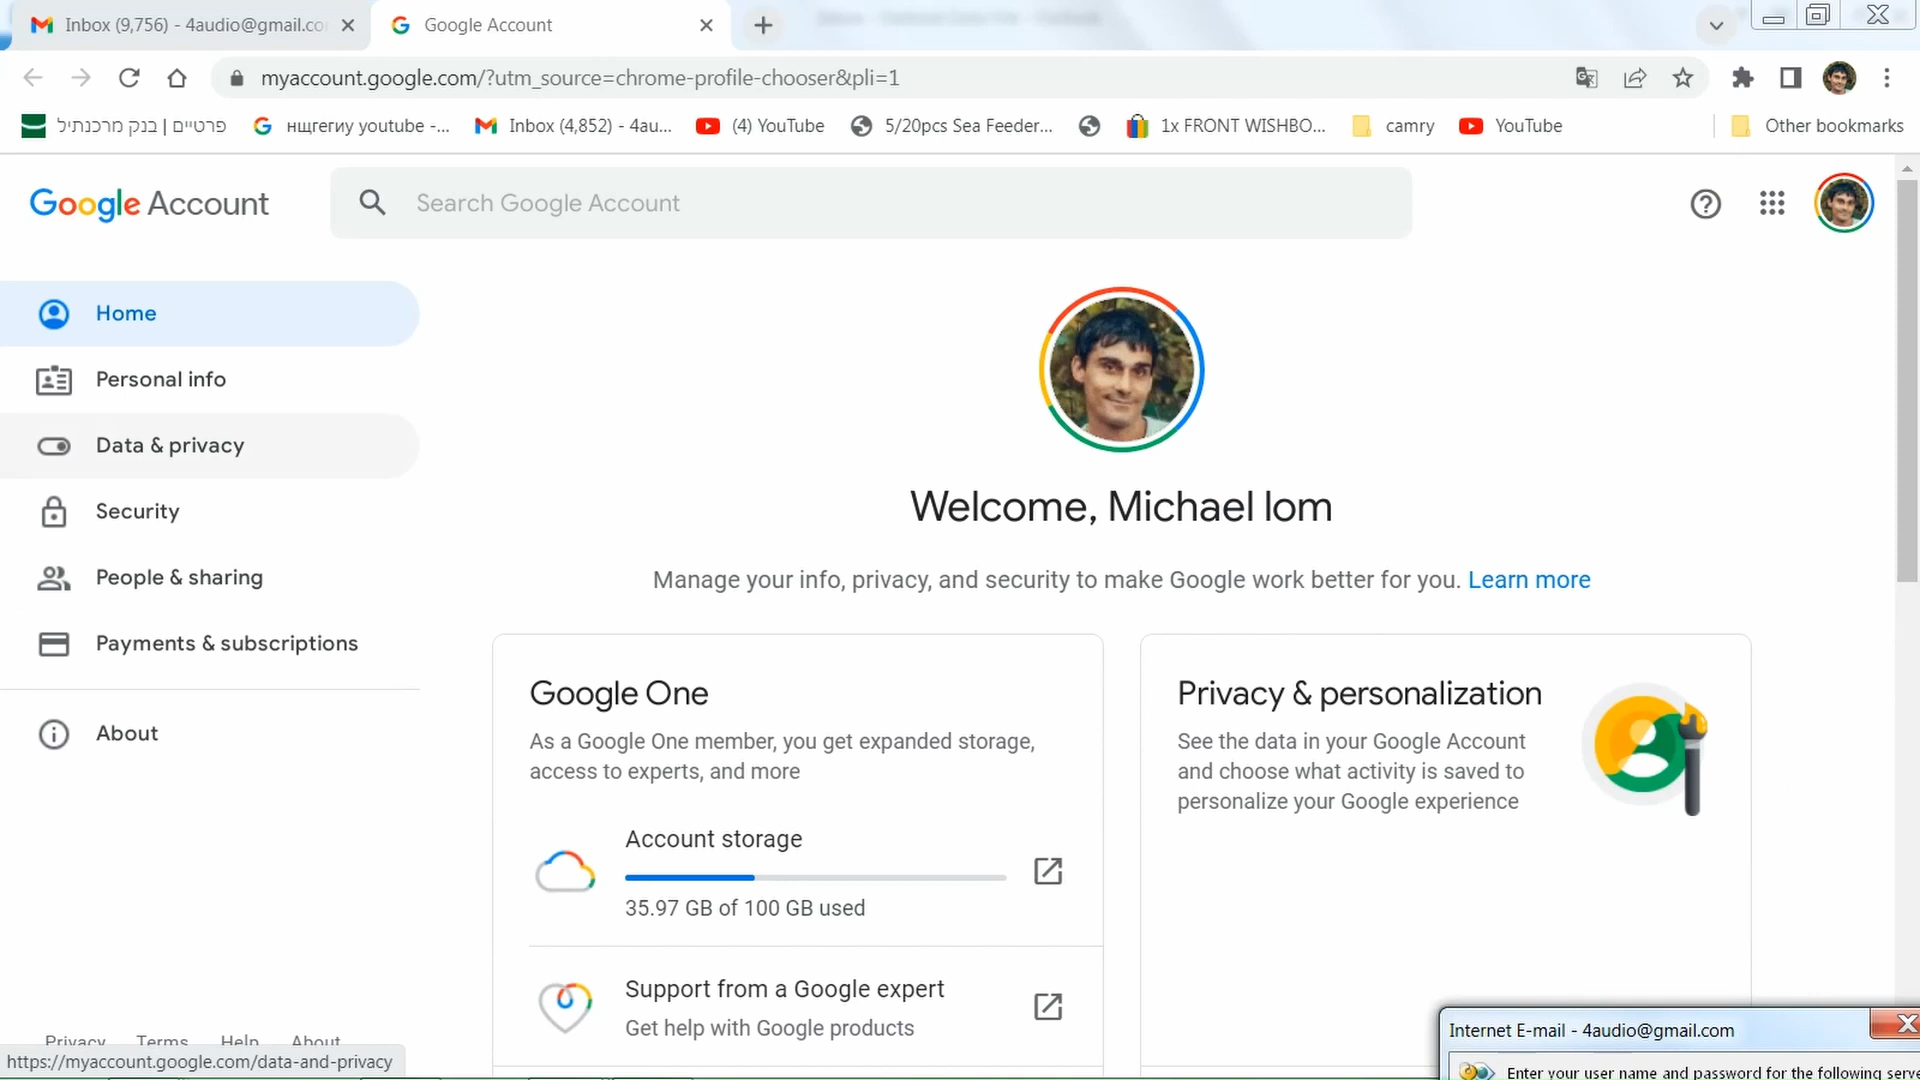 Inbox (9,756) - 4audio@gmail.co
Google Account
myaccount.google.com/?utm_source=chrome-profile-chooser&pli=1
פרטיים | בנק מרכנתיל
нщгегиу youtube -...
Inbox (4,852) - 4au...
(4) YouTube
5/20pcs Sea Feeder...
1x FRONT WISHBO...
camry
YouTube
Other bookmarks
Google Account
Search Google Account
Home
Personal info
Data & privacy
Security
People & sharing
Payments & subscriptions
About
Welcome, Michael lom
Manage your info, privacy, and security to make Google work better for you. Learn more
Google One
As a Google One member, you get expanded storage,
access to experts, and more
Account storage
35.97 GB of 100 GB used
Support from a Google expert
Get help with Google products
Privacy & personalization
See the data in your Google Account
and choose what activity is saved to
personalize your Google experience
Privacy Terms Help About
https://myaccount.google.com/data-and-privacy
Internet E-mail - 4audio@gmail.com
Enter your user name and password for the following serve